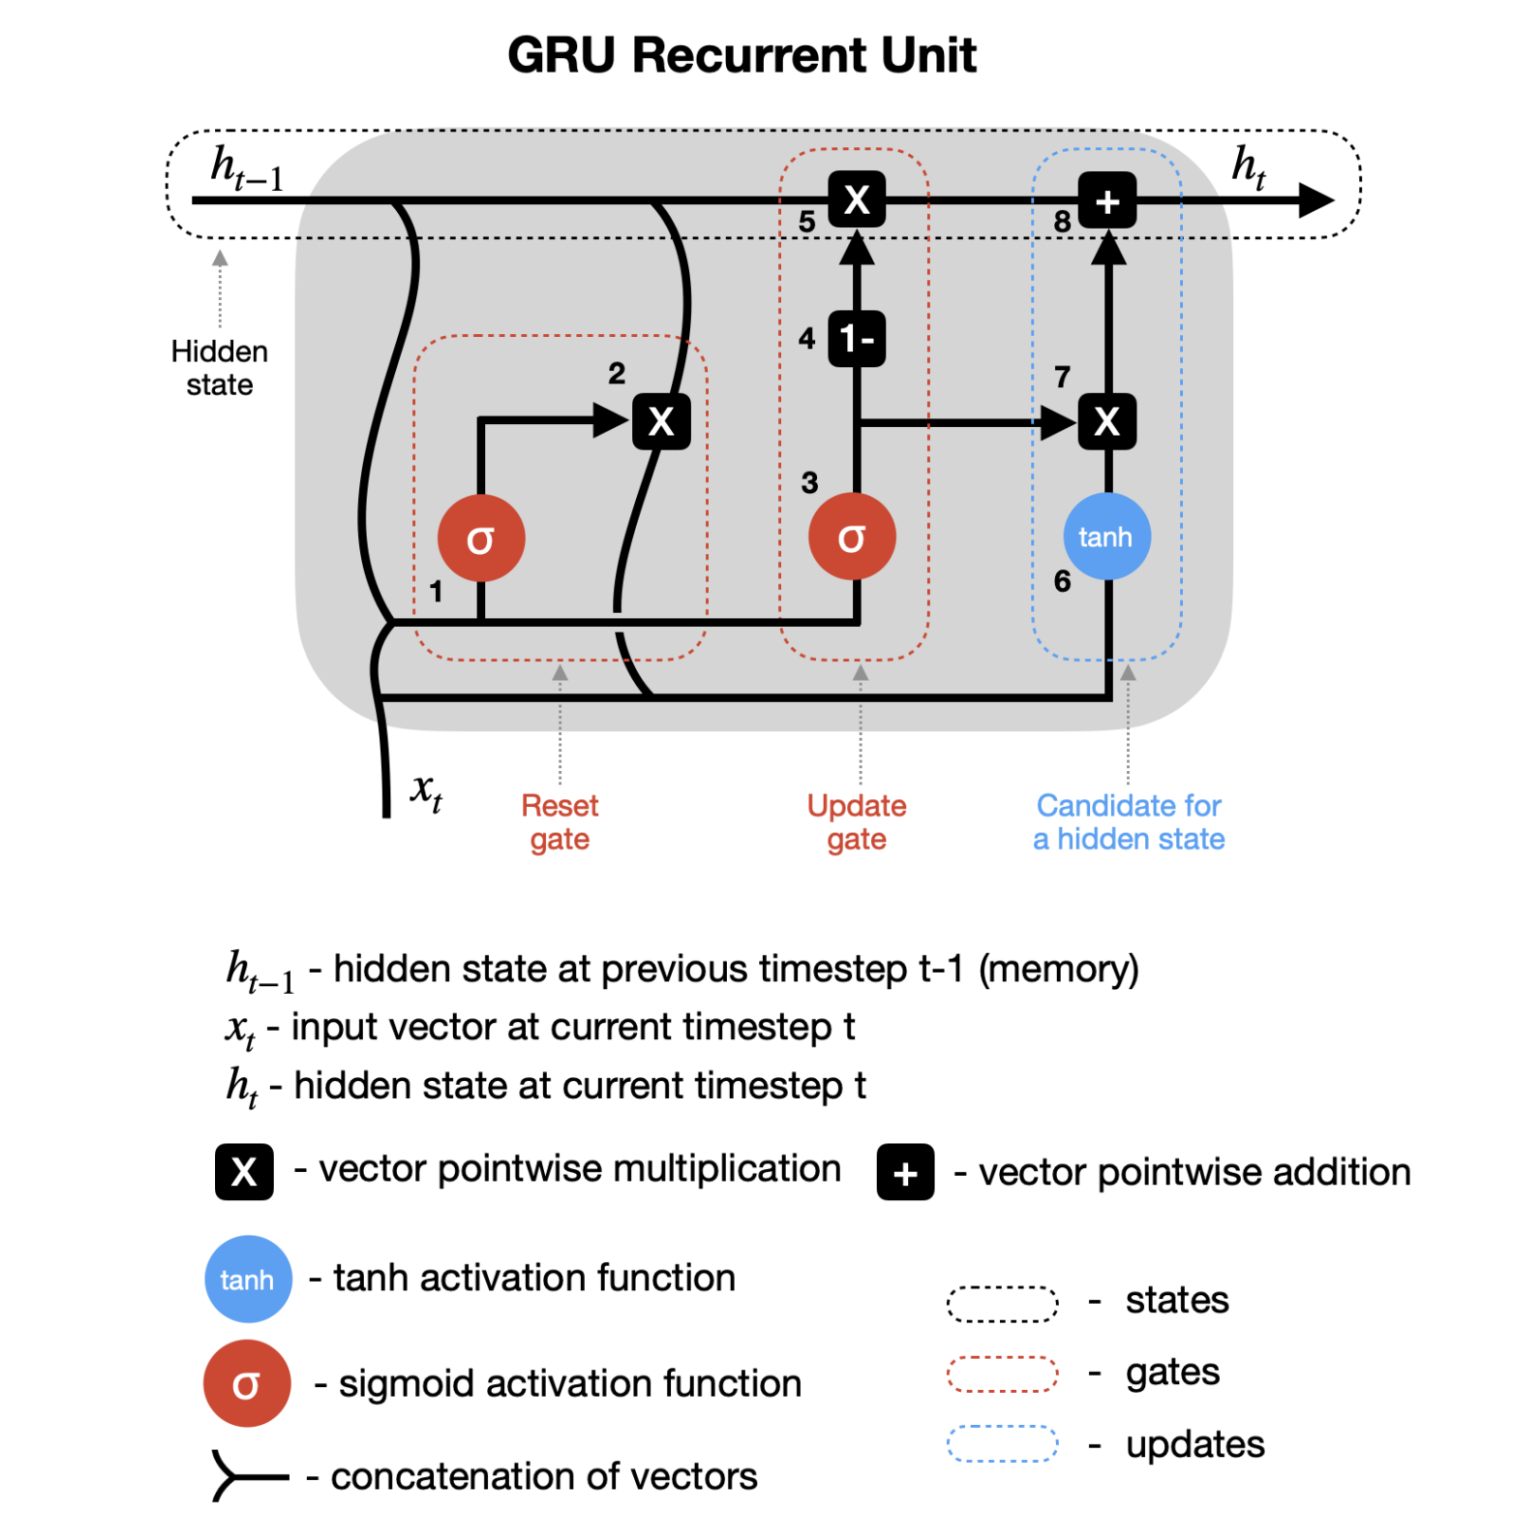 GRU Recurrent Unit
h_{t-1}
h_t
X
5
+
8
Hidden
state
4
1-
2
X
7
X
3
σ
σ
tanh
1
6
x_t
Reset
gate
Update
gate
Candidate for
a hidden state
h_{t-1} - hidden state at previous timestep t-1 (memory)
x_t - input vector at current timestep t
h_t - hidden state at current timestep t
X - vector pointwise multiplication
+ - vector pointwise addition
tanh - tanh activation function
σ - sigmoid activation function
- concatenation of vectors
- states
- gates
- updates